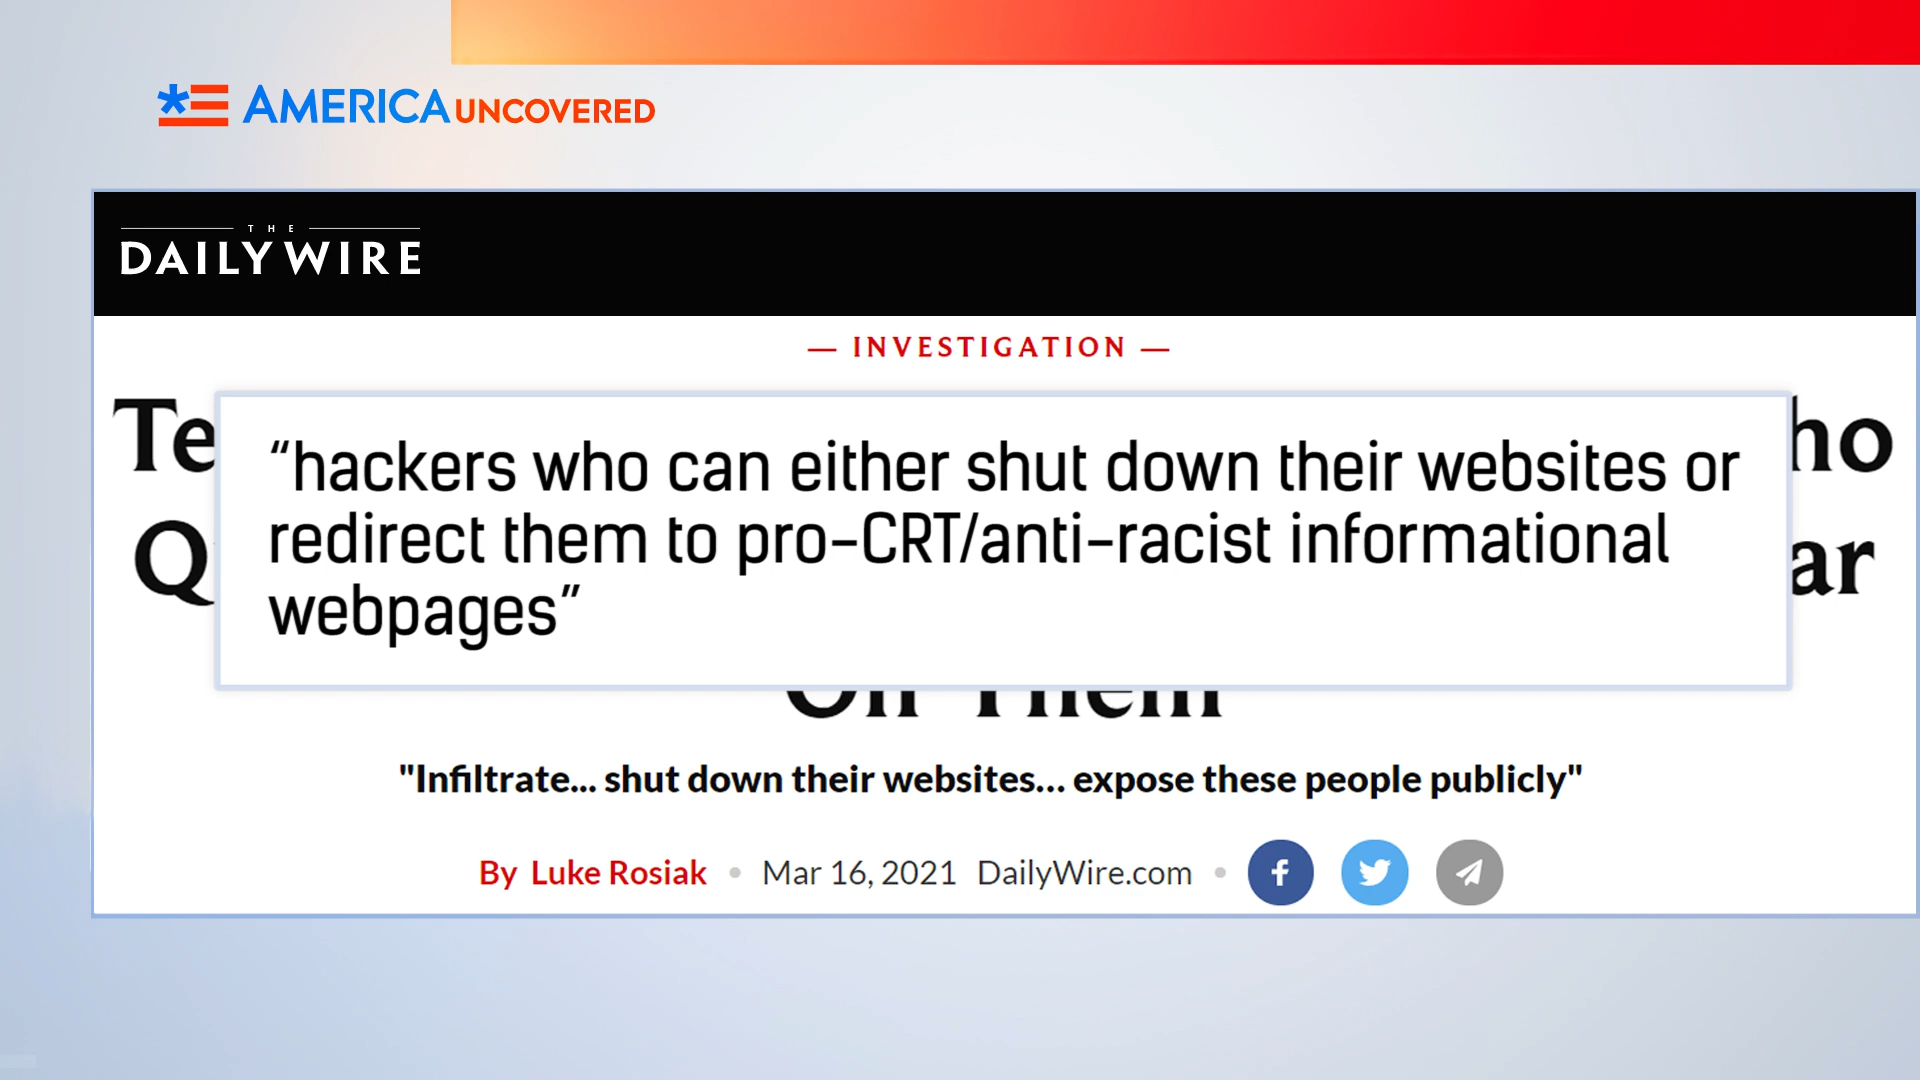 AMERICA UNCOVERED
THE
DAILY WIRE
— INVESTIGATION —
“hackers who can either shut down their websites or
redirect them to pro-CRT/anti-racist informational
webpages”
Them
"Infiltrate... shut down their websites... expose these people publicly"
By Luke Rosiak • Mar 16, 2021 DailyWire.com •